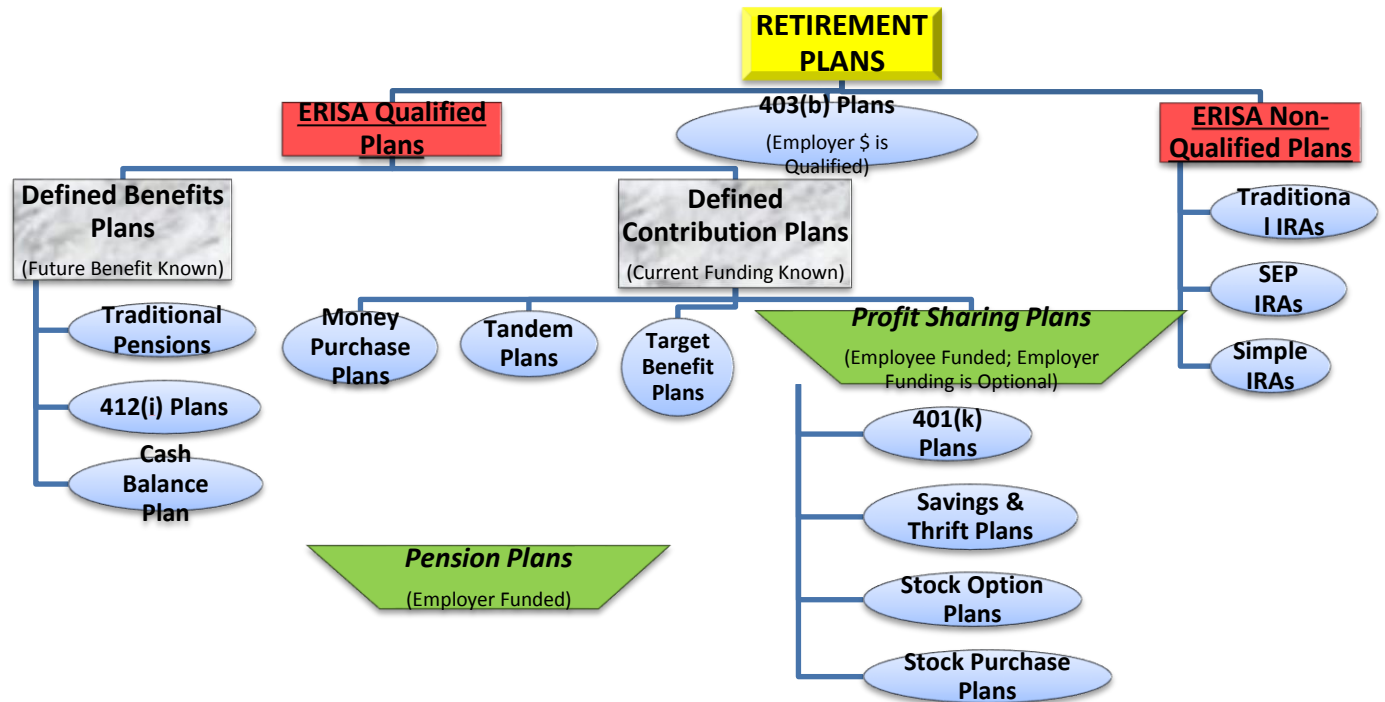 RETIREMENT
PLANS
ERISA Qualified
Plans
403(b) Plans
(Employer $ is
Qualified)
ERISA Non-
Qualified Plans
Defined Benefits
Plans
(Future Benefit Known)
Defined
Contribution Plans
(Current Funding Known)
Traditiona
l IRAs
SEP
IRAs
Simple
IRAs
Traditional
Pensions
412(i) Plans
Cash
Balance
Plan
Money
Purchase
Plans
Tandem
Plans
Target
Benefit
Plans
Profit Sharing Plans
(Employee Funded; Employer
Funding is Optional)
401(k)
Plans
Savings &
Thrift Plans
Stock Option
Plans
Stock Purchase
Plans
Pension Plans
(Employer Funded)